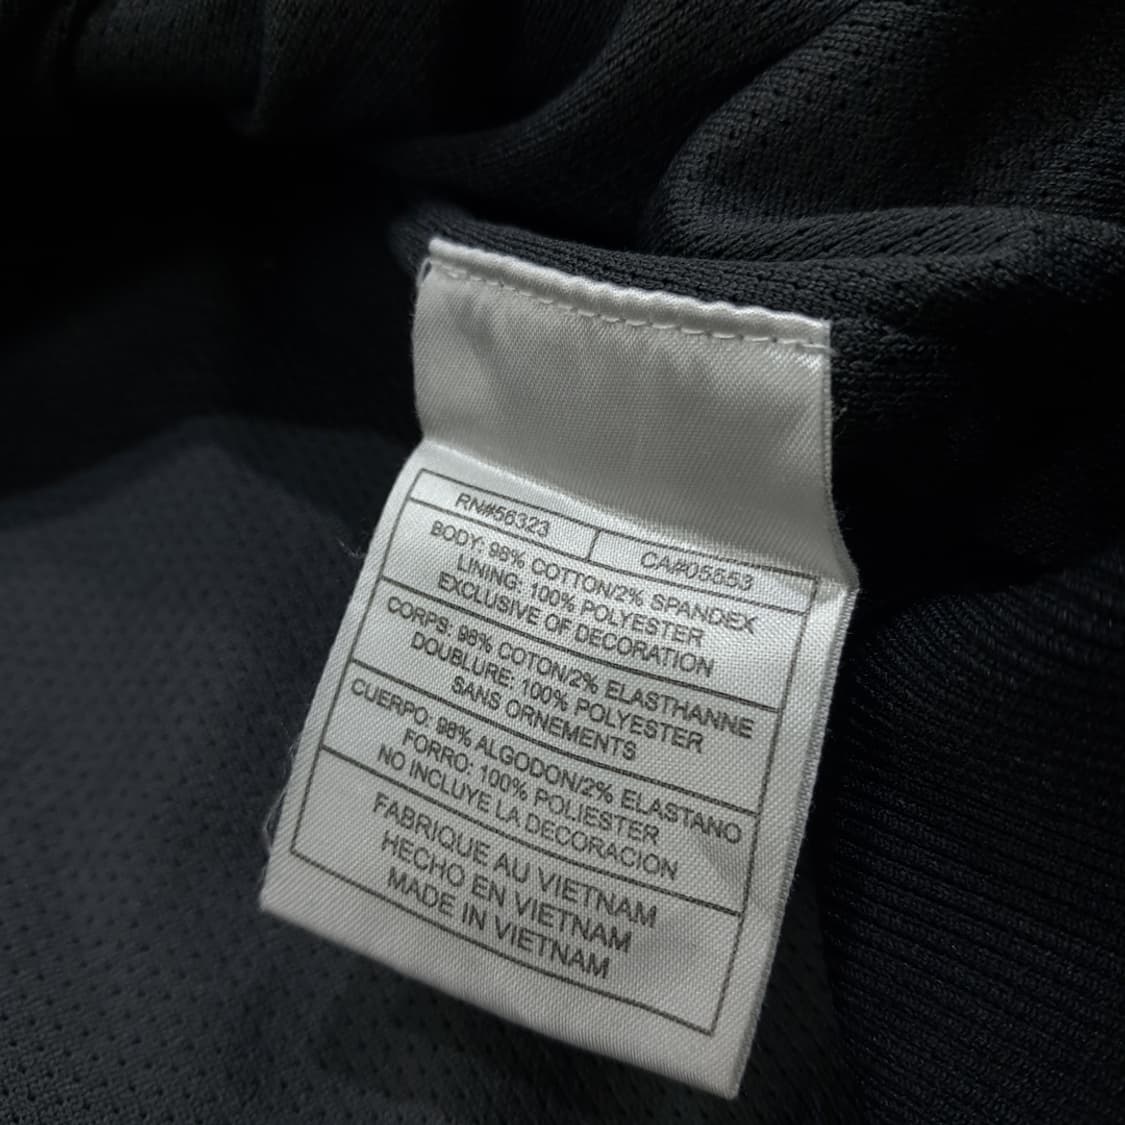 RN#56323
CA#05553
BODY: 98% COTTON/2% SPANDEX
LINING: 100% POLYESTER
EXCLUSIVE OF DECORATION
CORPS: 98% COTON/2% ELASTHANNE
DOUBLURE: 100% POLYESTER
SANS ORNEMENTS
CUERPO: 98% ALGODON/2% ELASTANO
FORRO: 100% POLIESTER
NO INCLUYE LA DECORACION
FABRIQUE AU VIETNAM
HECHO EN VIETNAM
MADE IN VIETNAM